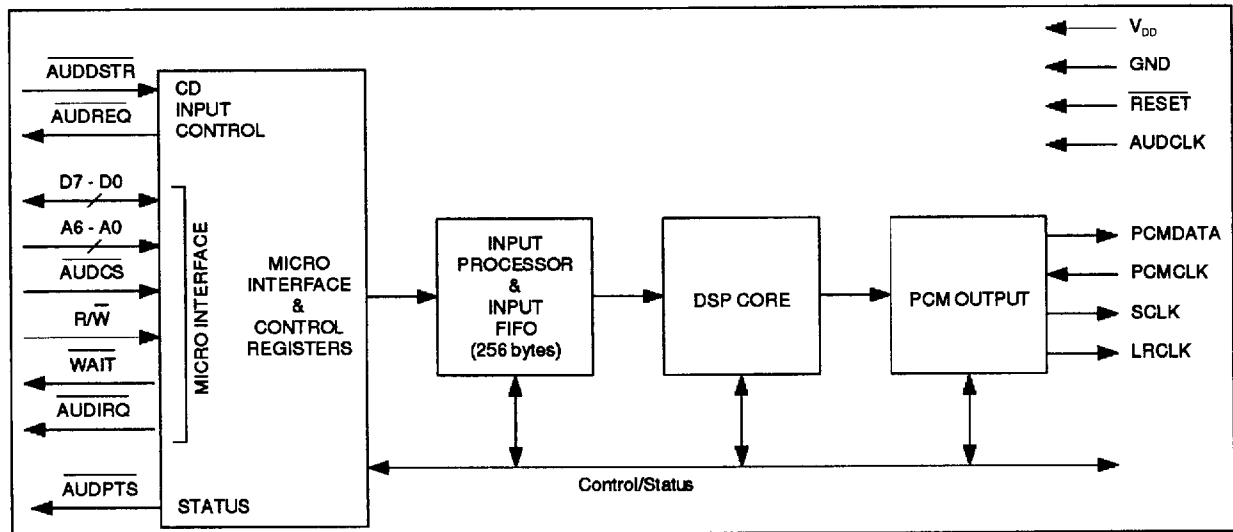 AUDDSTR
AUDREQ
D7 - D0
A6 - A0
AUDCS
R/W̅
WAIT
AUDIRQ
AUDPTS
CD
INPUT
CONTROL
MICRO INTERFACE
MICRO
INTERFACE
&
CONTROL
REGISTERS
STATUS
INPUT
PROCESSOR
&
INPUT
FIFO
(256 bytes)
DSP CORE
PCM OUTPUT
Control/Status
VDD
GND
RESET
AUDCLK
PCMDATA
PCMCLK
SCLK
LRCLK